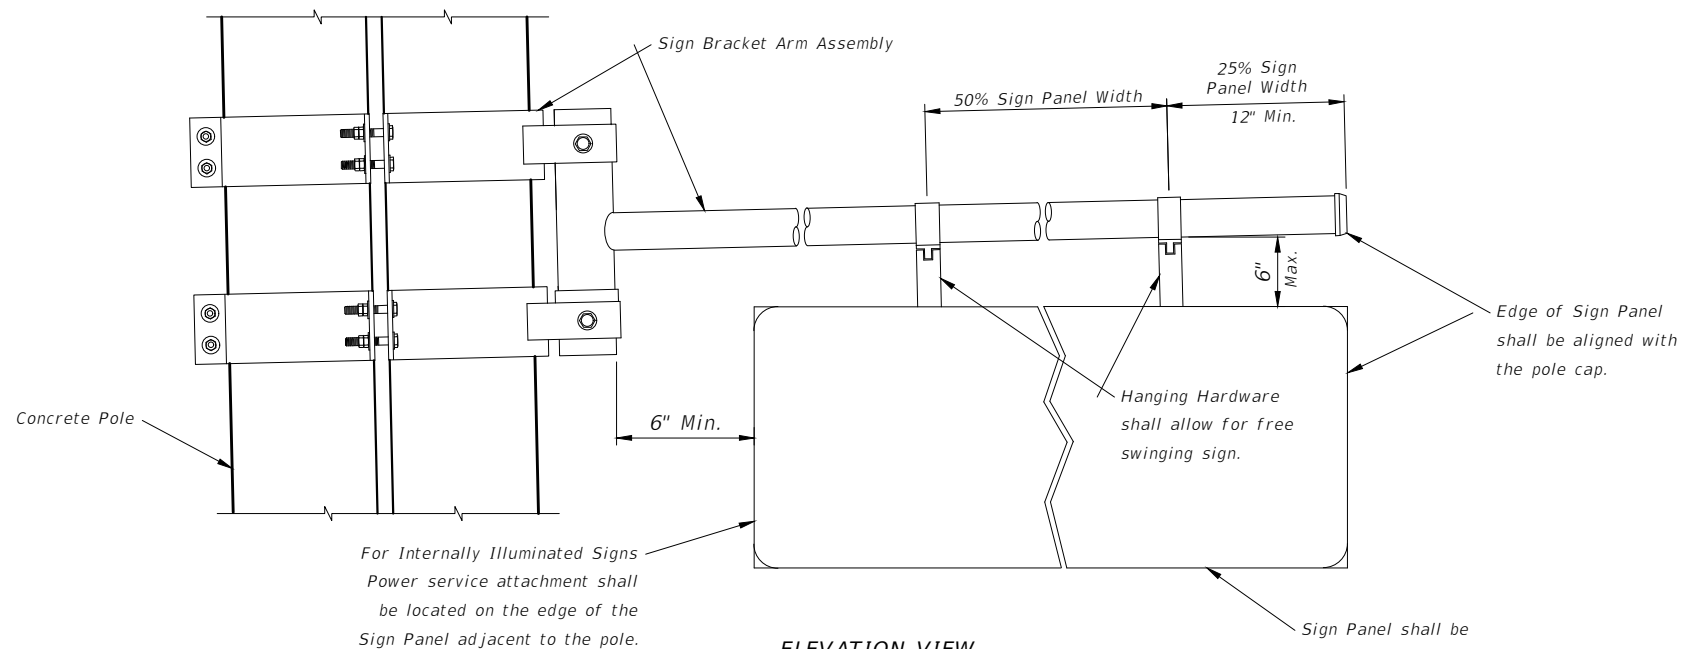 Sign Bracket Arm Assembly
50% Sign Panel Width
25% Sign
Panel Width
12" Min.
6"
Max.
Edge of Sign Panel
shall be aligned with
the pole cap.
Hanging Hardware
shall allow for free
swinging sign.
Concrete Pole
6" Min.
For Internally Illuminated Signs
Power service attachment shall
be located on the edge of the
Sign Panel adjacent to the pole.
Sign Panel shall be
ELEVATION VIEW